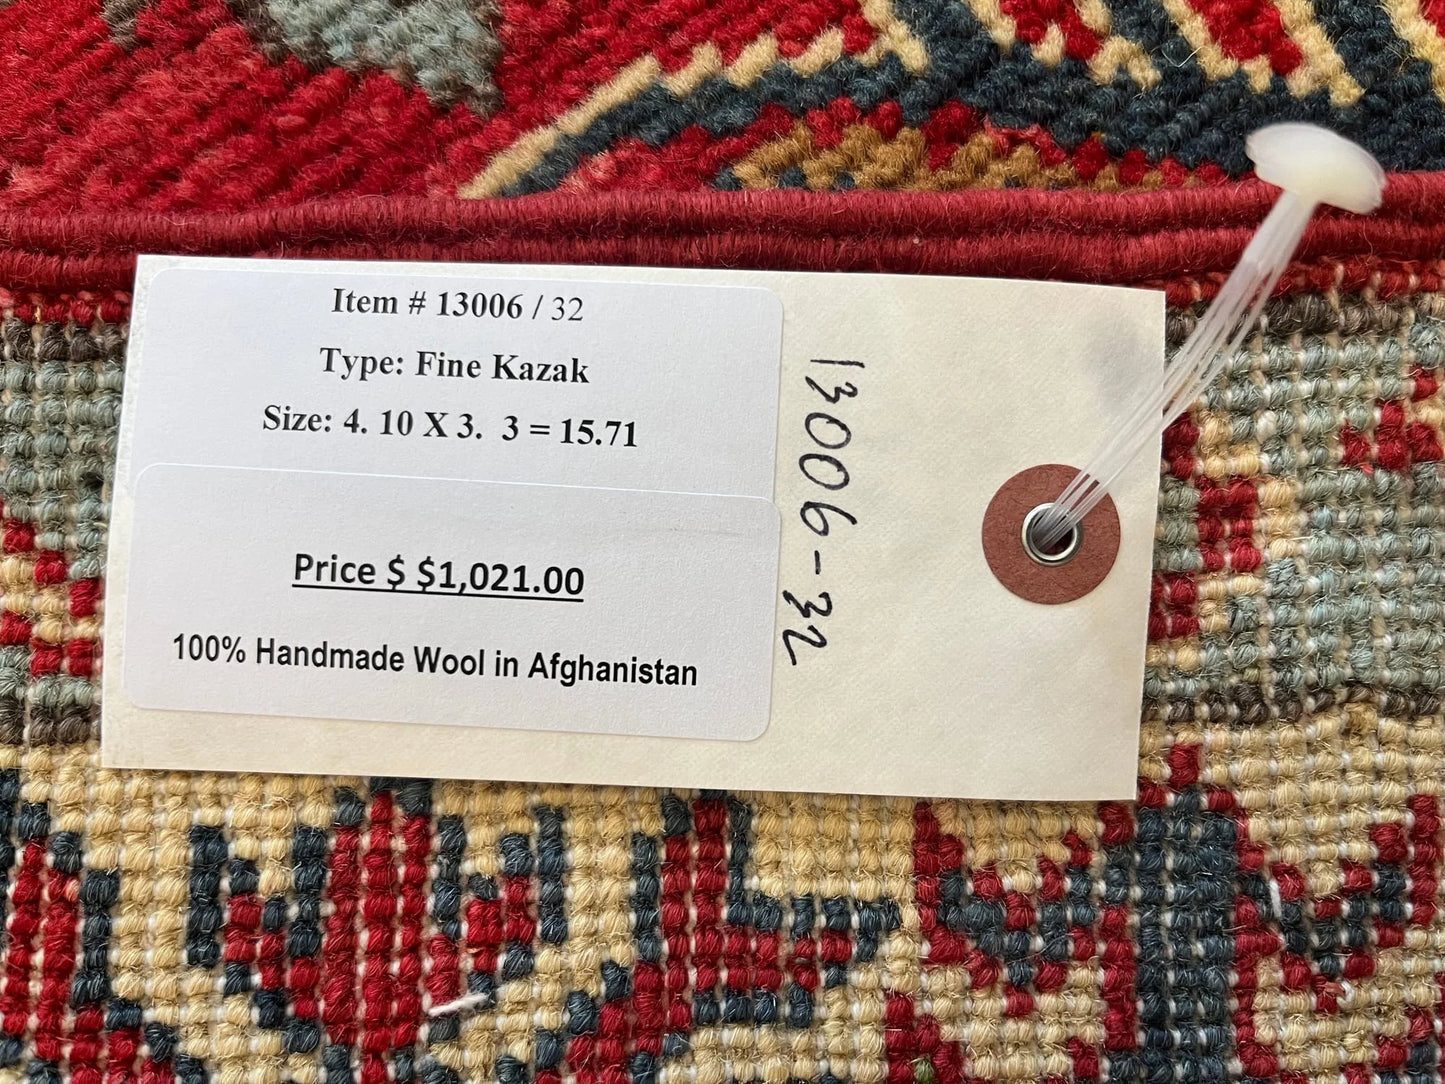 Item # 13006 / 32
Type: Fine Kazak
Size: 4. 10 X 3.  3 = 15.71
Price $ $1,021.00
100% Handmade Wool in Afghanistan
13006-32